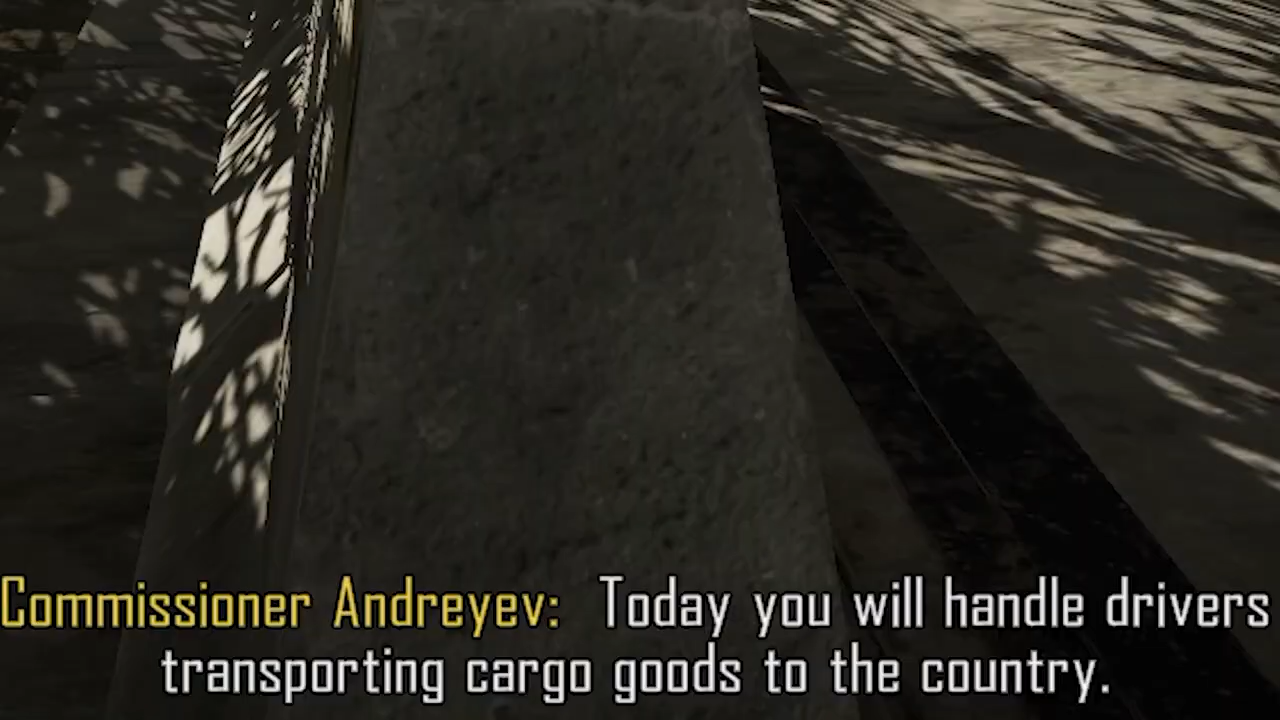 Commissioner Andreyev: Today you will handle drivers
transporting cargo goods to the country.